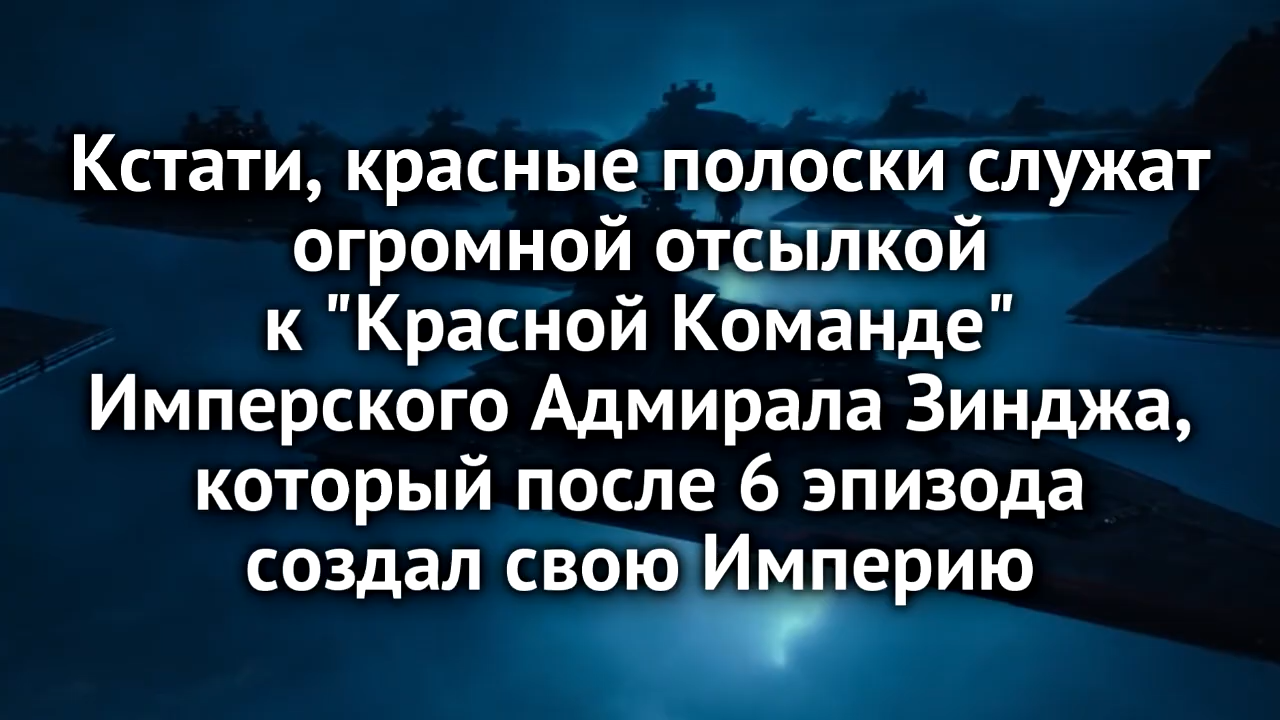 Кстати, красные полоски служат
огромной отсылкой
к "Красной Команде"
Имперского Адмирала Зинджа,
который после 6 эпизода
создал свою Империю